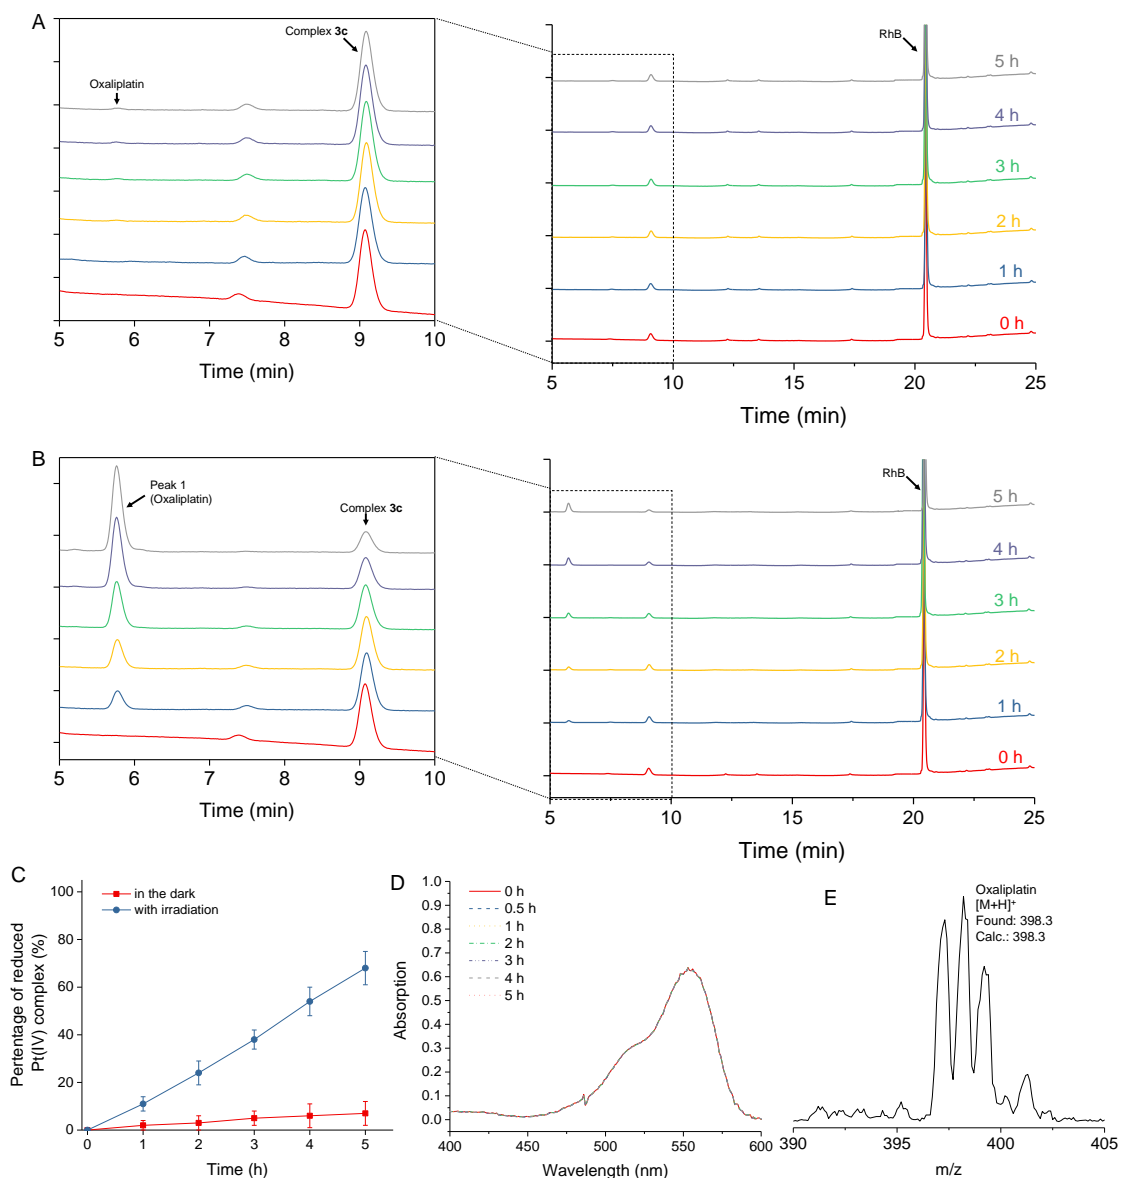 A
Complex 3c
Oxaliplatin
5 6 7 8 9 10
Time (min)
RhB
5 h
4 h
3 h
2 h
1 h
0 h
5 10 15 20 25
Time (min)
B
Peak 1
(Oxaliplatin)
Complex 3c
5 6 7 8 9 10
Time (min)
RhB
5 h
4 h
3 h
2 h
1 h
0 h
5 10 15 20 25
Time (min)
C
Pertentage of reduced
Pt(IV) complex (%)
100
80
60
40
20
0
in the dark
with irradiation
0 1 2 3 4 5
Time (h)
D
Absorption
1.0
0.9
0.8
0.7
0.6
0.5
0.4
0.3
0.2
0.1
0.0
0 h
0.5 h
1 h
2 h
3 h
4 h
5 h
400 450 500 550 600
Wavelength (nm)
E
Oxaliplatin
[M+H]⁺
Found: 398.3
Calc.: 398.3
390 395 400 405
m/z